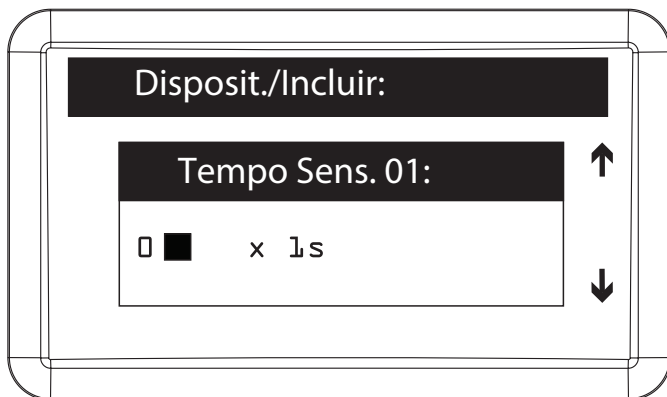 Disposit./Incluir:
Tempo Sens. 01:
0■ x 1s